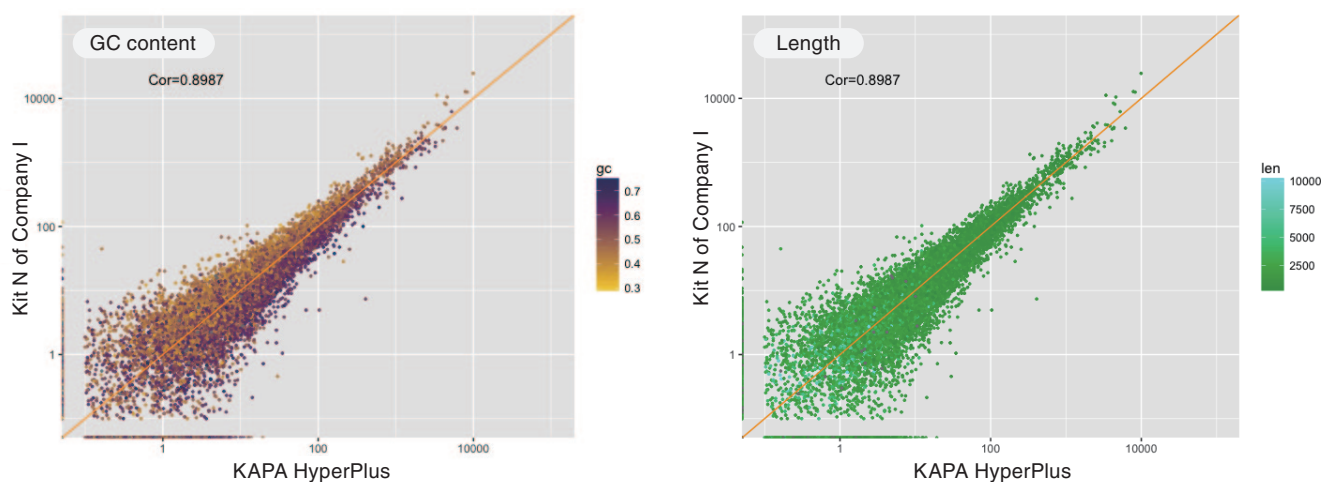 GC content
Cor=0.8987
10000
100
1
1
100
10000
Kit N of Company I
KAPA HyperPlus
gc
0.7
0.6
0.5
0.4
0.3
Length
Cor=0.8987
10000
100
1
1
100
10000
Kit N of Company I
KAPA HyperPlus
len
10000
7500
5000
2500